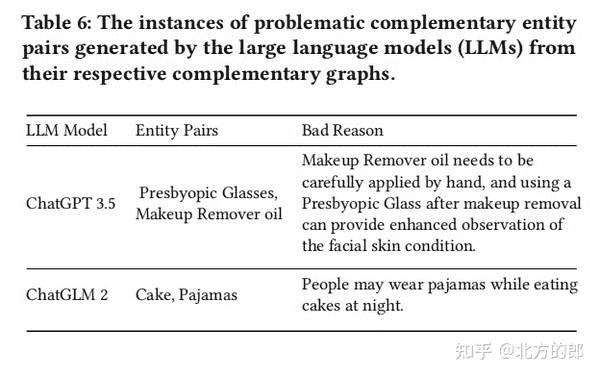 Table 6: The instances of problematic complementary entity
pairs generated by the large language models (LLMs) from
their respective complementary graphs.
LLM Model Entity Pairs Bad Reason
ChatGPT 3.5 Presbyopic Glasses, Makeup Remover oil Makeup Remover oil needs to be
carefully applied by hand, and using a
Presbyopic Glass after makeup removal
can provide enhanced observation of
the facial skin condition.
ChatGLM 2 Cake, Pajamas People may wear pajamas while eating
cakes at night.
知乎 @北方的郎